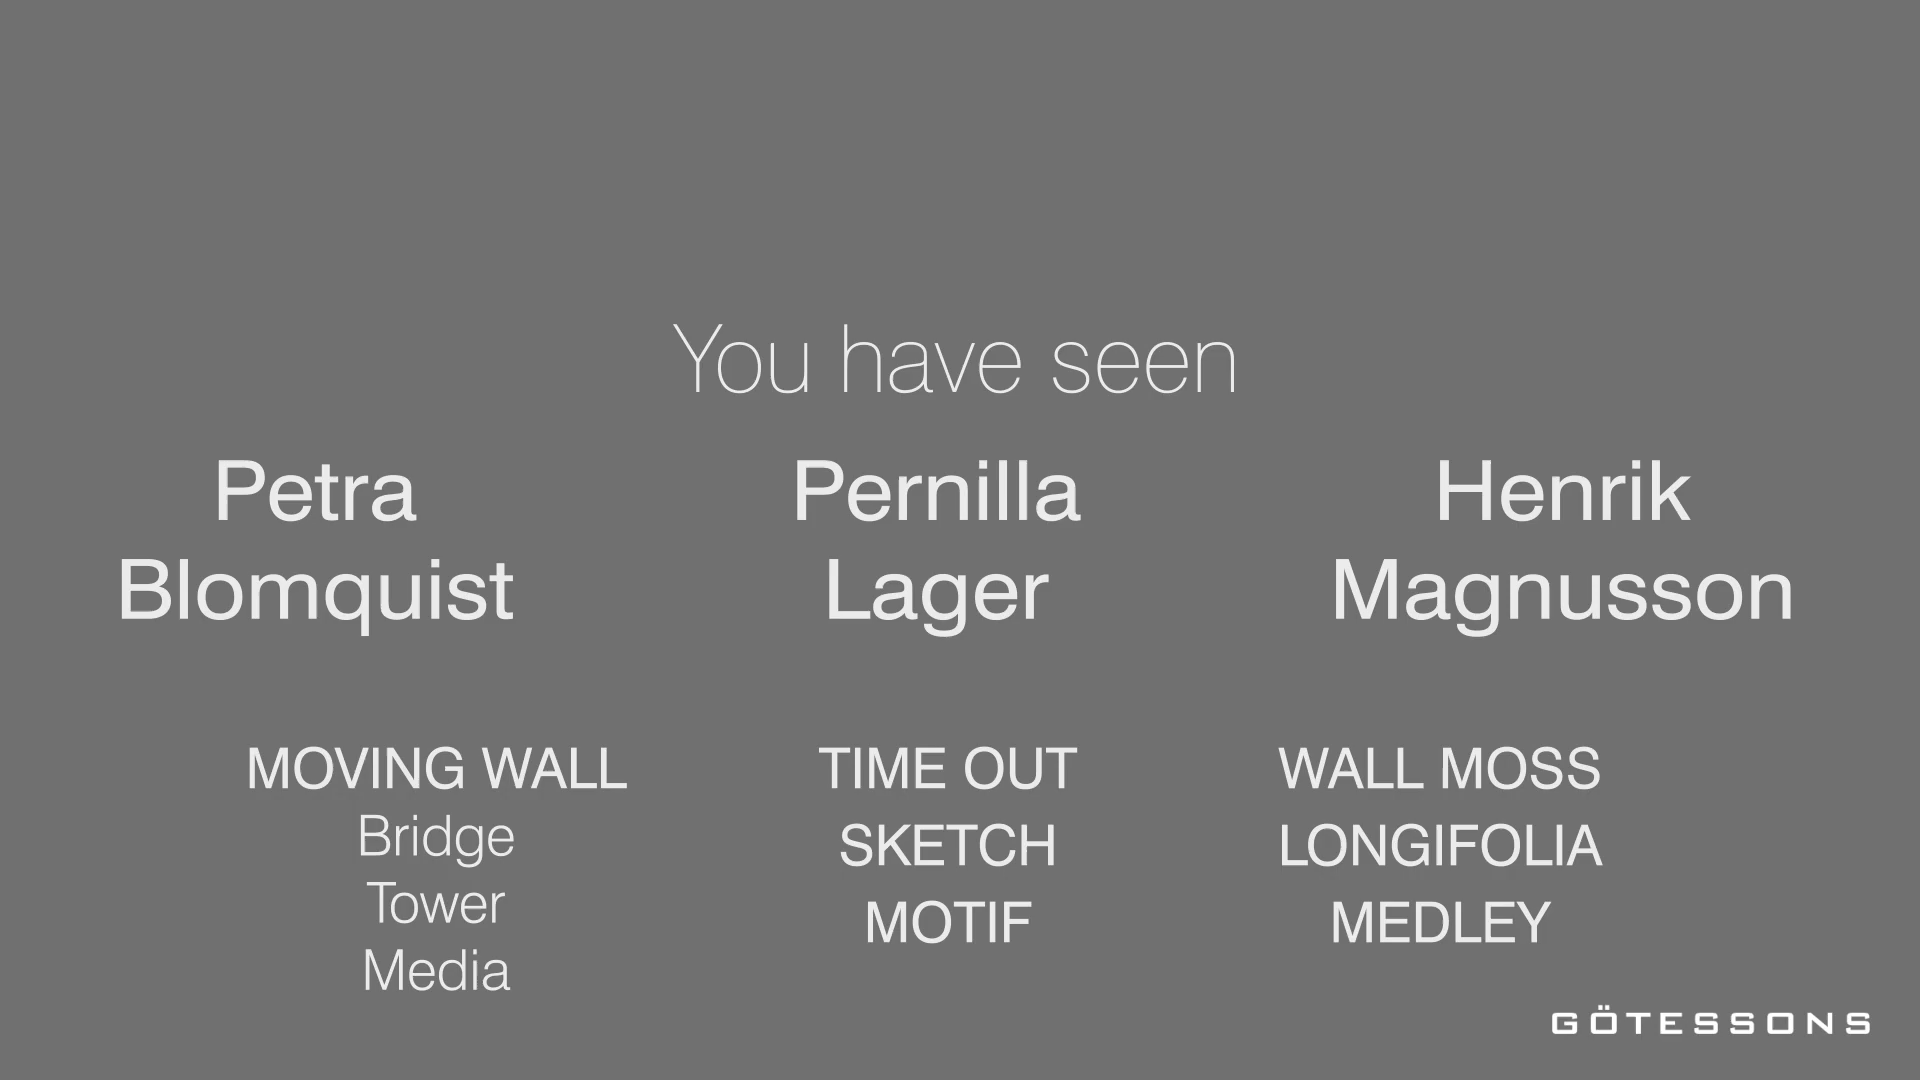 You have seen
Petra
Blomquist
Pernilla
Lager
Henrik
Magnusson
MOVING WALL
Bridge
Tower
Media
TIME OUT
SKETCH
MOTIF
WALL MOSS
LONGIFOLIA
MEDLEY
GÖTESSONS